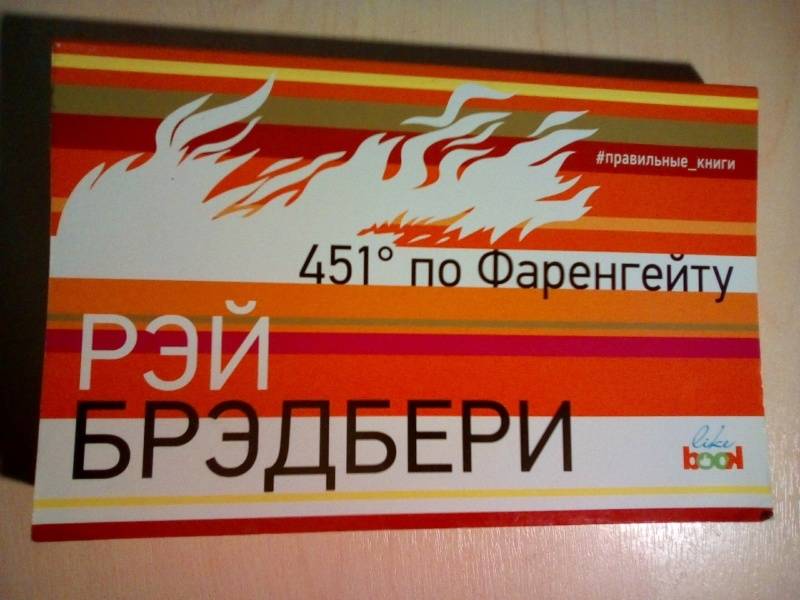 #правильные_книги
451° по Фаренгейту
РЭЙ
БРЭДБЕРИ
like
book